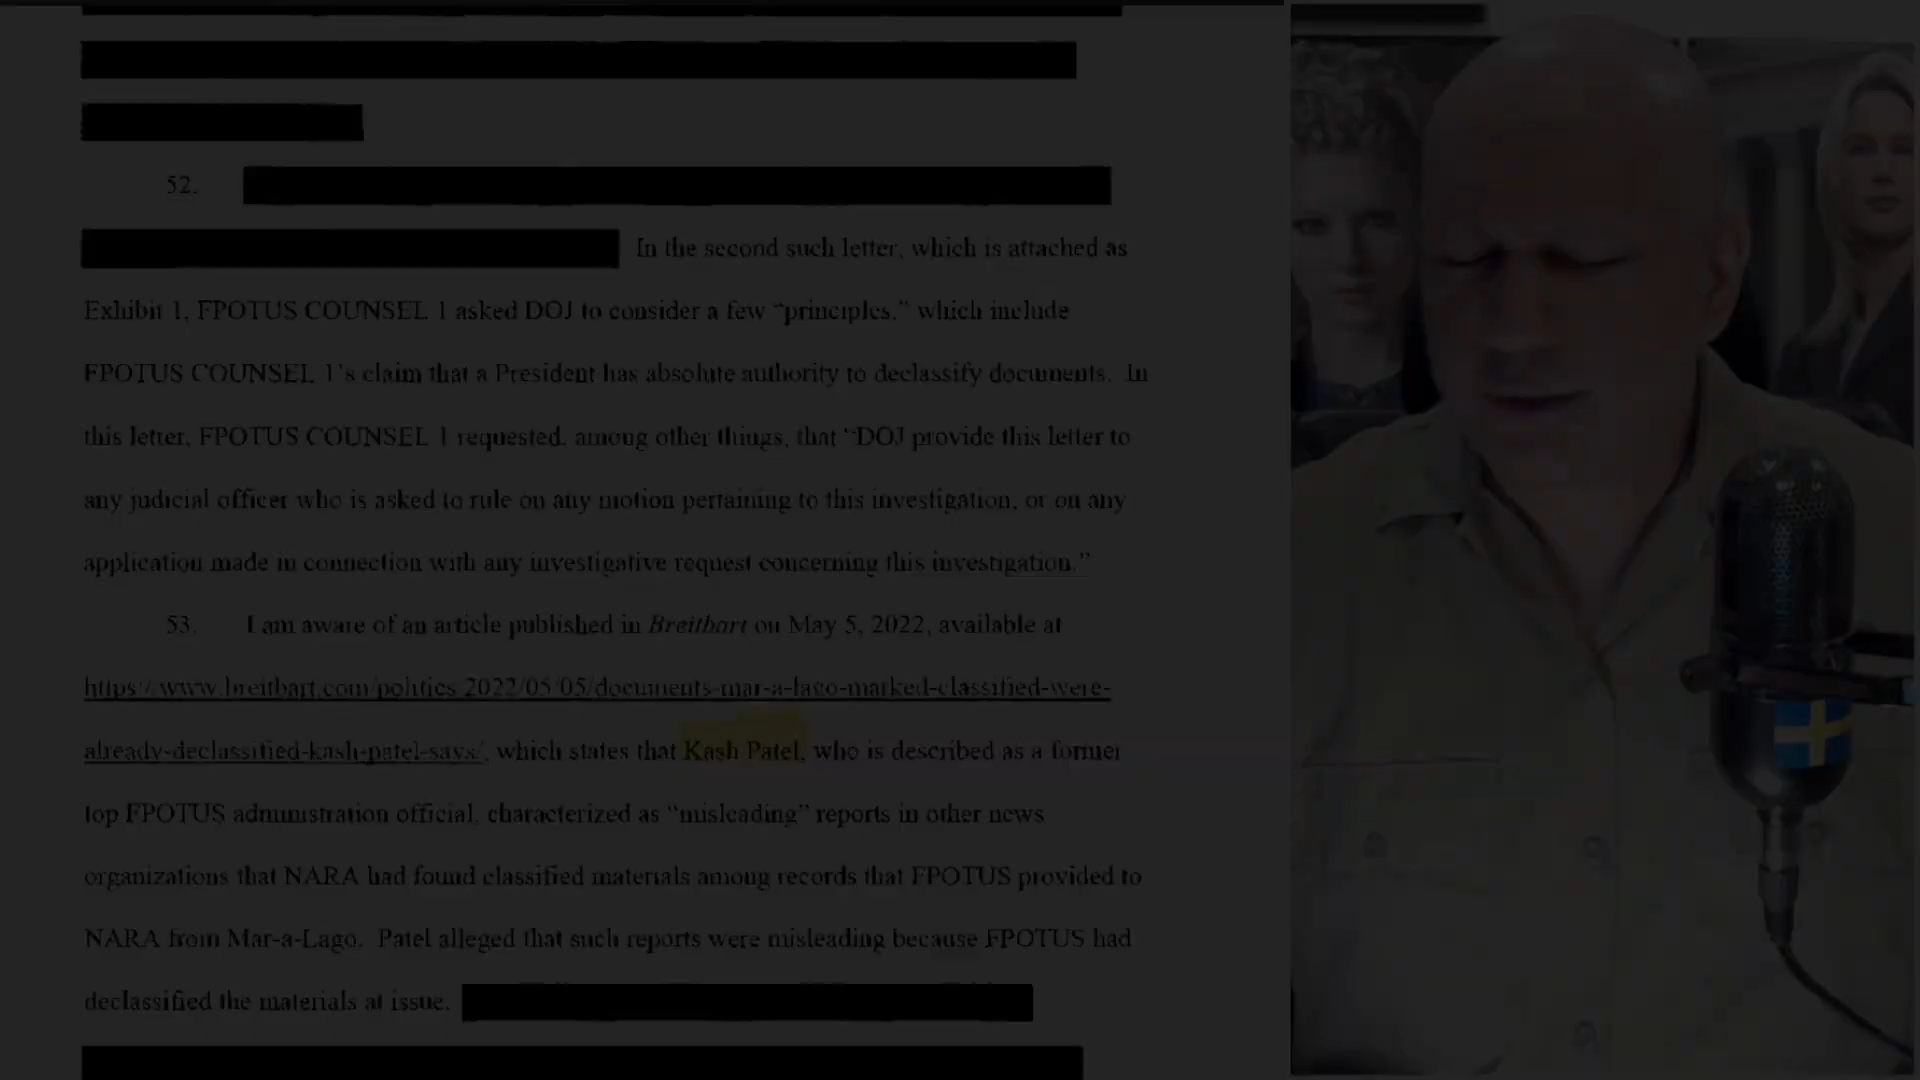 52.
In the second such letter, which is attached as
Exhibit 1, FPOTUS COUNSEL 1 asked DOJ to consider a few “principles,” which include
FPOTUS COUNSEL 1’s claim that a President has absolute authority to declassify documents. In
this letter, FPOTUS COUNSEL 1 requested, among other things, that “DOJ provide this letter to
any judicial officer who is asked to rule on any motion pertaining to this investigation, or on any
application made in connection with any investigative request concerning this investigation.”
53. I am aware of an article published in Breitbart on May 5, 2022, available at
https://www.breitbart.com/politics/2022/05/05/documents-mar-a-lago-marked-classified-were-
already-declassified-kash-patel-says/, which states that Kash Patel, who is described as a former
top FPOTUS administration official, characterized as “misleading” reports in other news
organizations that NARA had found classified materials among records that FPOTUS provided to
NARA from Mar-a-Lago. Patel alleged that such reports were misleading because FPOTUS had
declassified the materials at issue.